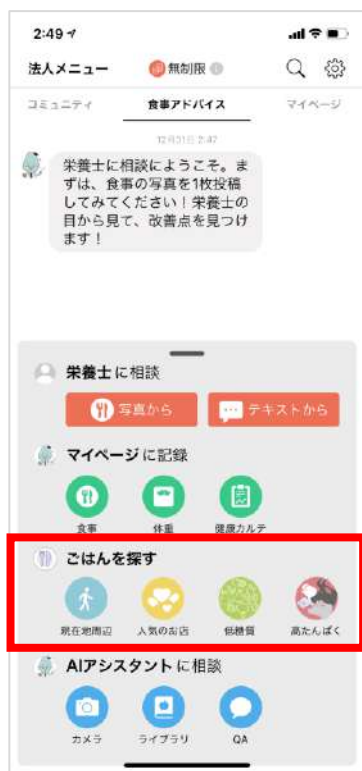 2:49
法人メニュー 無制限
コミュニティ 食事アドバイス マイページ
栄養士に相談にようこそ。ま
ずは、食事の写真を1枚投稿
してみてください！栄養士の
目から見て、改善点を見つけ
ます！
栄養士に相談
写真から テキストから
マイページに記録
食事 体重 健康カルテ
ごはんを探す
現在地周辺 人気のお店 低糖質 高たんぱく
AIアシスタントに相談
カメラ ライブラリ QA